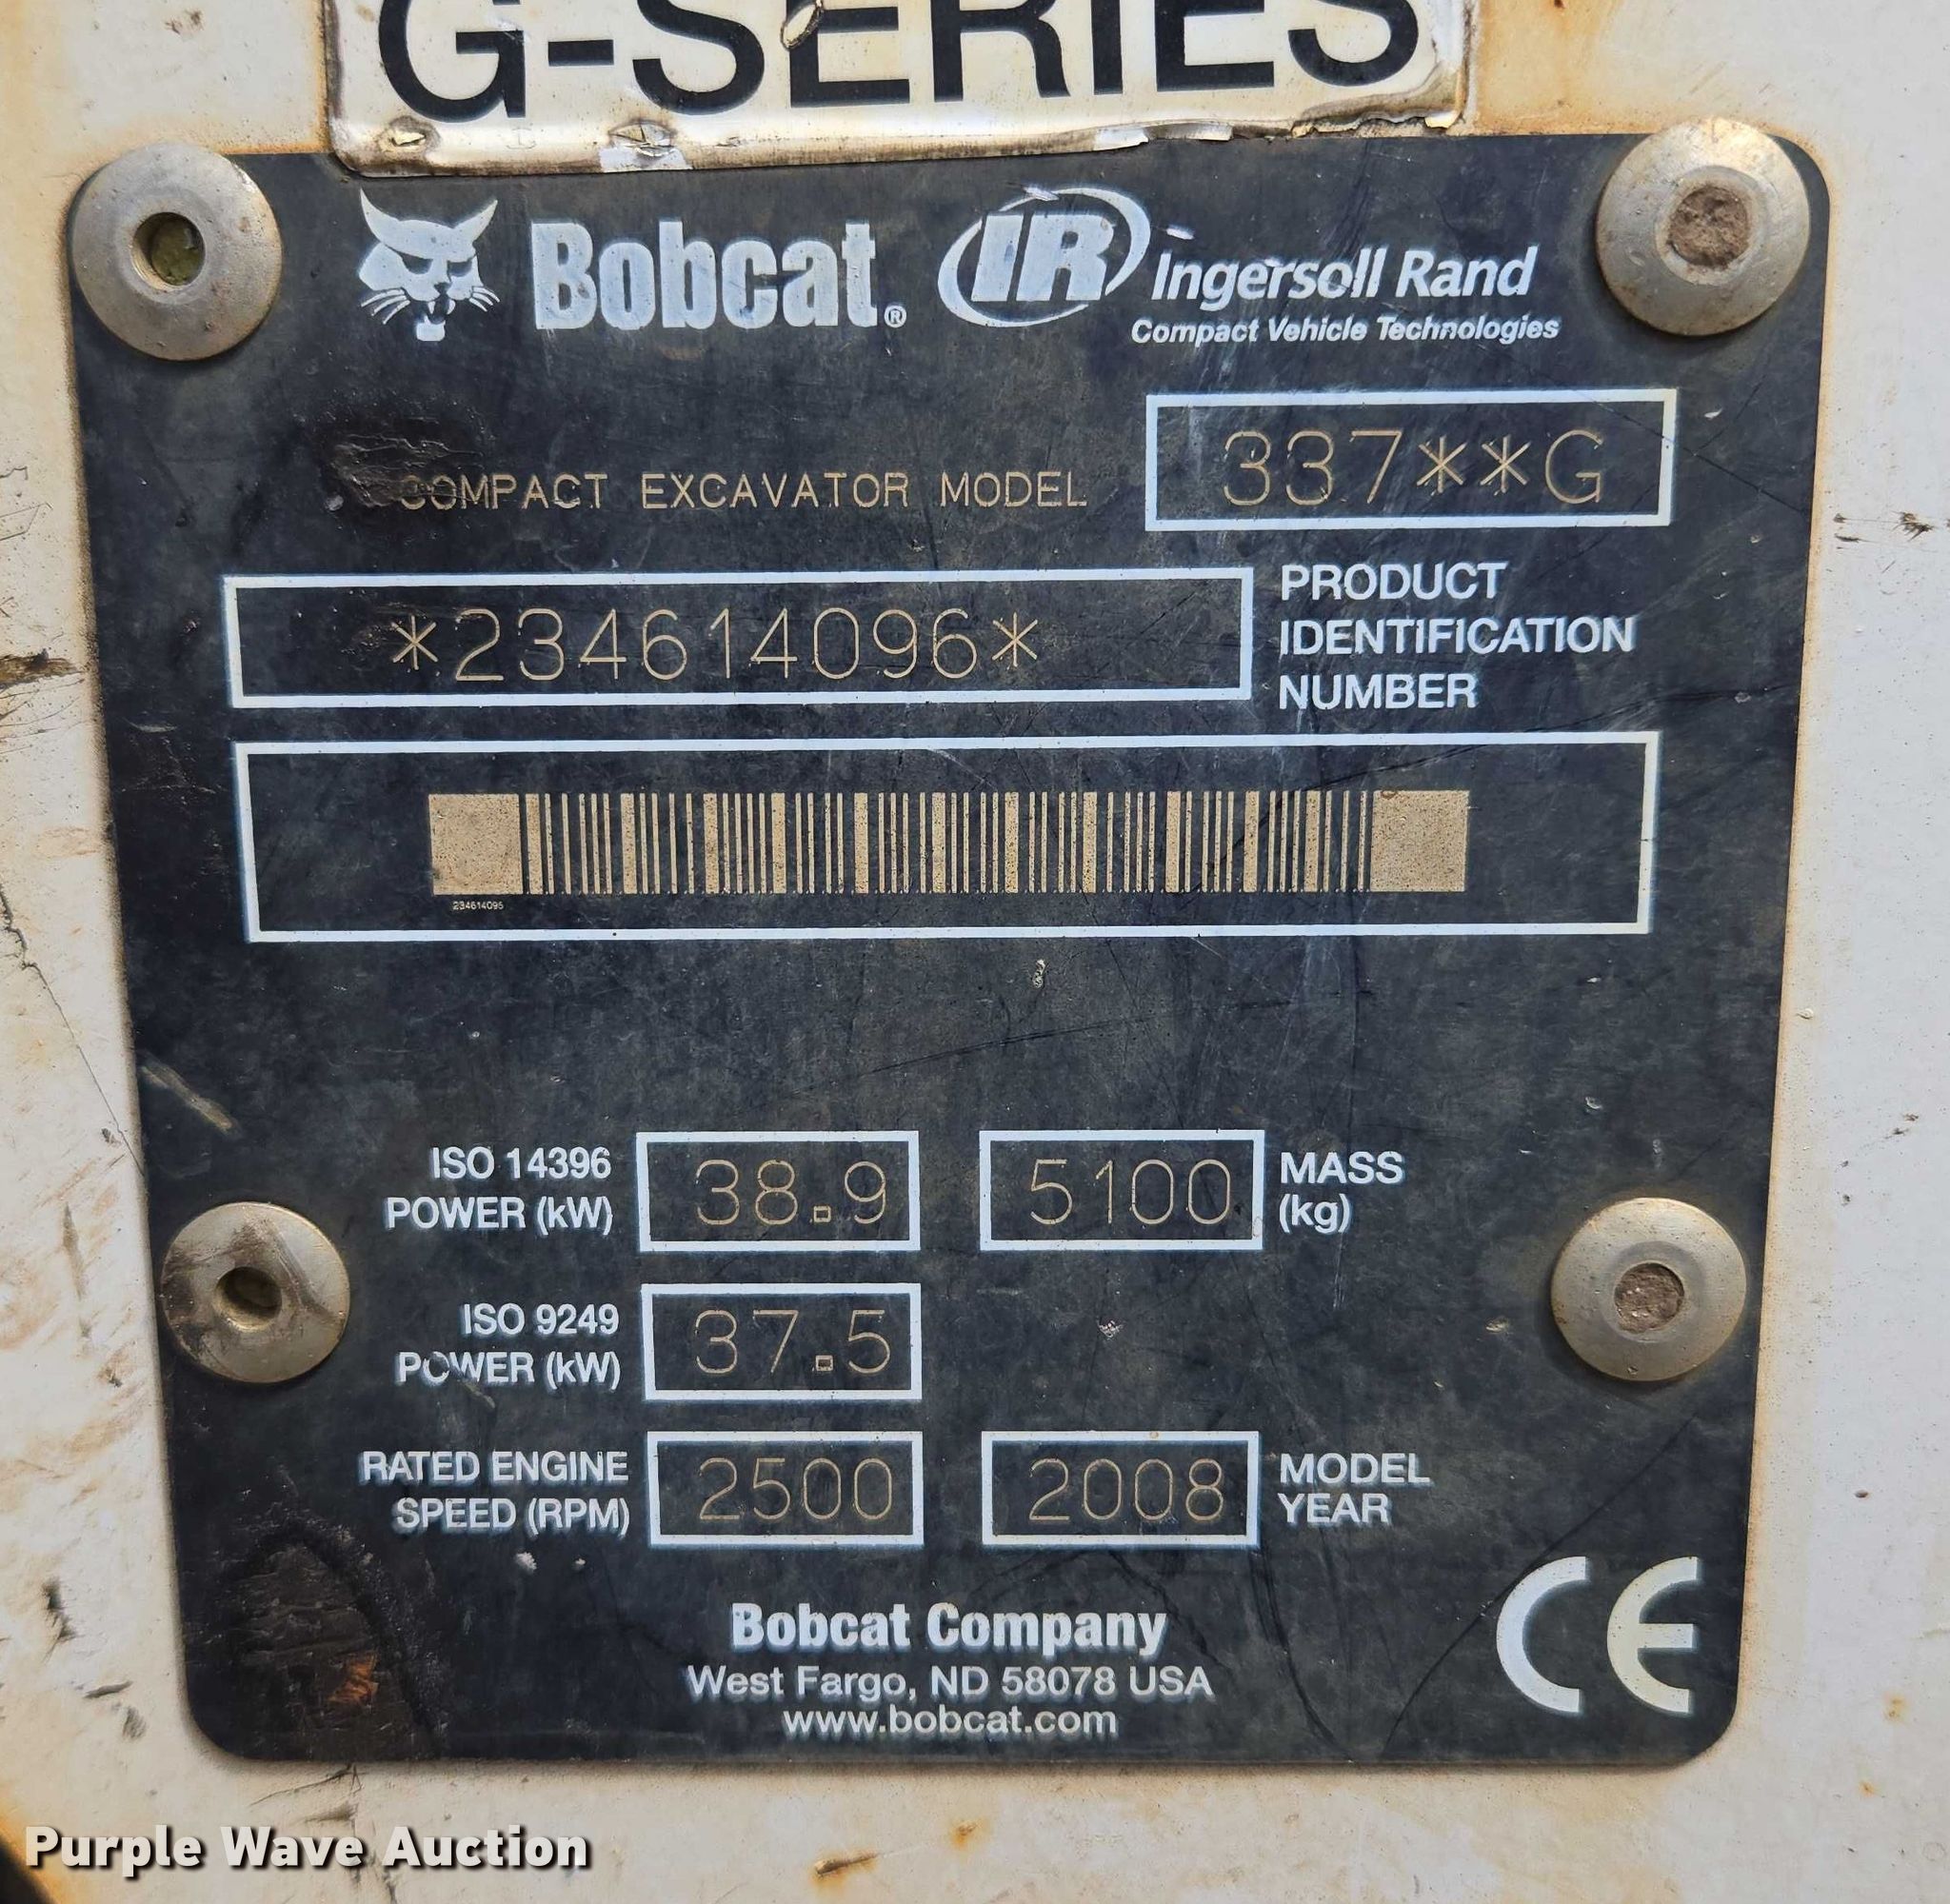 G-SERIES
Bobcat®
IR Ingersoll Rand
Compact Vehicle Technologies
COMPACT EXCAVATOR MODEL 337**G
*234614096*
PRODUCT
IDENTIFICATION
NUMBER
ISO 14396
POWER (kW)
38.9
5100
MASS
(kg)
ISO 9249
POWER (kW)
37.5
RATED ENGINE
SPEED (RPM)
2500
2008
MODEL
YEAR
Bobcat Company
West Fargo, ND 58078 USA
www.bobcat.com
CE
Purple Wave Auction